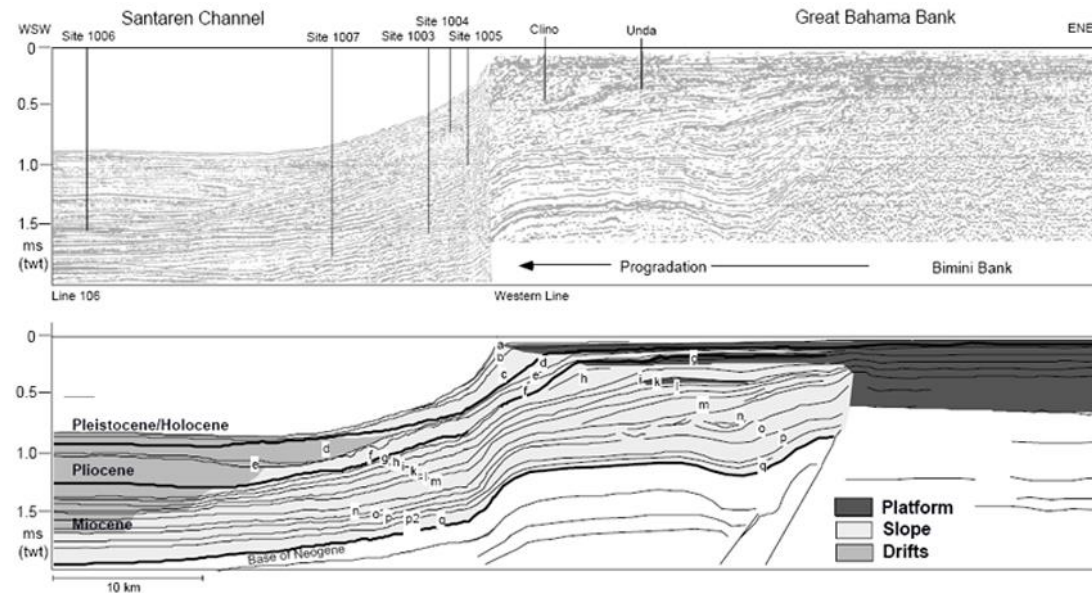 Santaren Channel
Great Bahama Bank
WSW
Site 1006
Site 1007
Site 1003
Site 1004
Site 1005
Clino
Unda
ENE
0
0.5
1.0
1.5
ms
(twt)
Progradation
Bimini Bank
Line 106
Western Line
0
0.5
1.0
1.5
ms
(twt)
a
b
c
d
e
f
g
h
i
k
l
m
n
o
p
q
Pleistocene/Holocene
Pliocene
Miocene
d
e
f
g
h
k
m
n
o
p
p2
q
Base of Neogene
Platform
Slope
Drifts
10 km